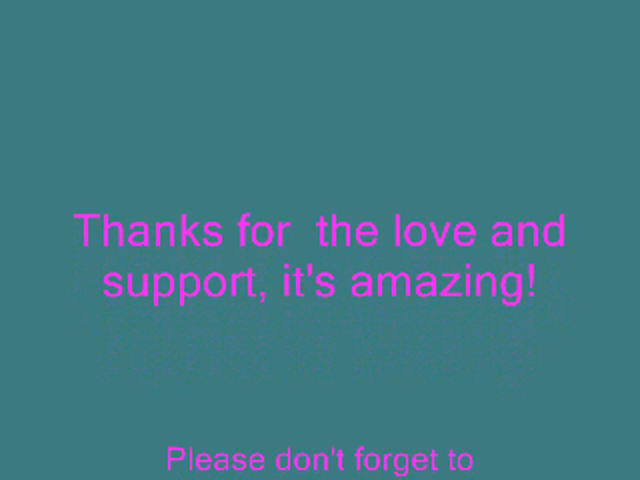 Thanks for  the love and
support, it's amazing!
Please don't forget to